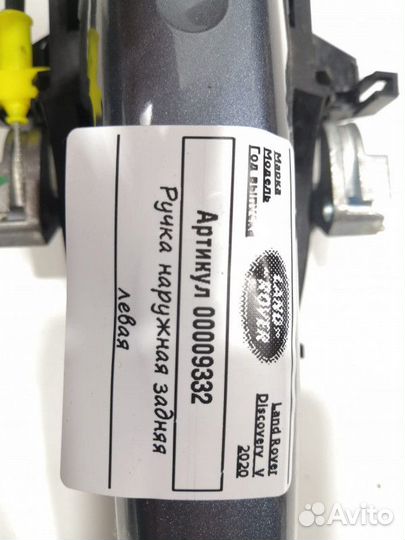 Марка Land Rover
Модель Discovery V
Год выпуска 2020
LAND
ROVER
Артикул 00009332
Ручка наружная задняя
левая
Avito